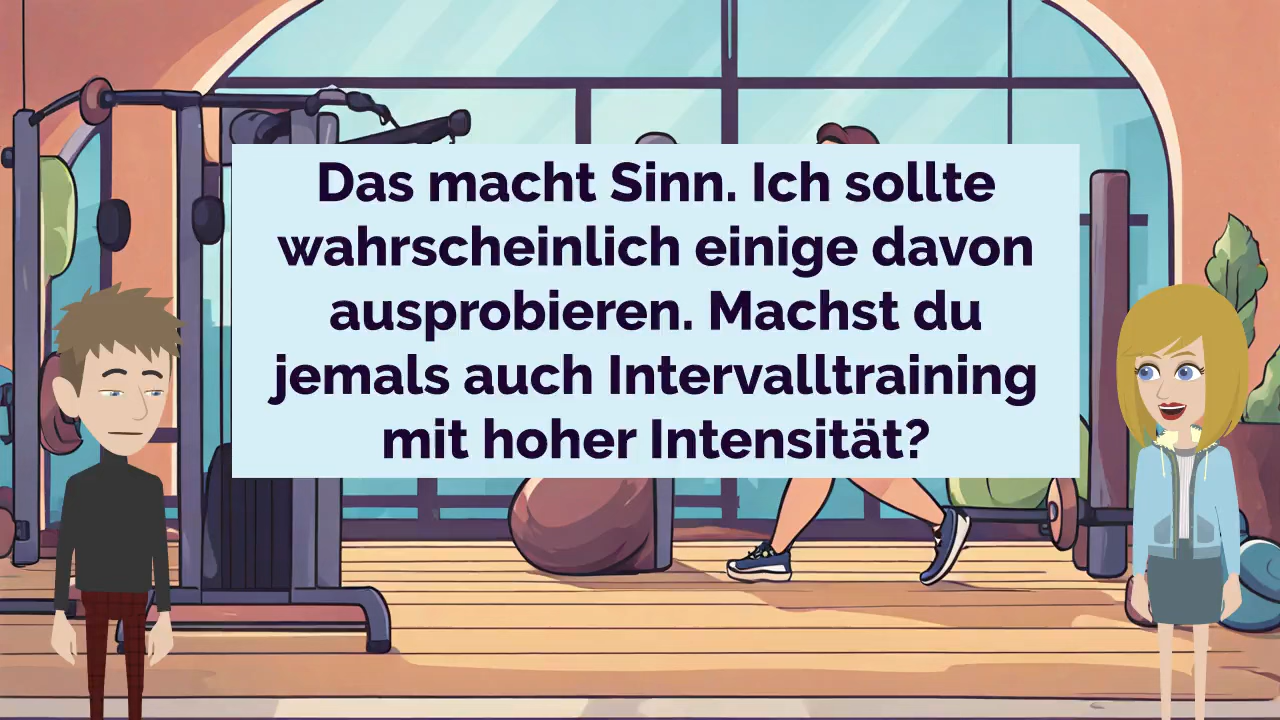 Das macht Sinn. Ich sollte
wahrscheinlich einige davon
ausprobieren. Machst du
jemals auch Intervalltraining
mit hoher Intensität?